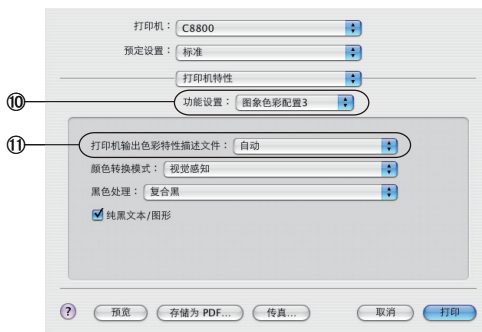 打印机： C8800
预定设置： 标准
打印机特性
⑩ 功能设置： 图象色彩配置3
⑪ 打印机输出色彩特性描述文件： 自动
颜色转换模式： 视觉感知
黑色处理： 复合黑
纯黑文本/图形
? 预览 存储为 PDF... 传真... 取消 打印